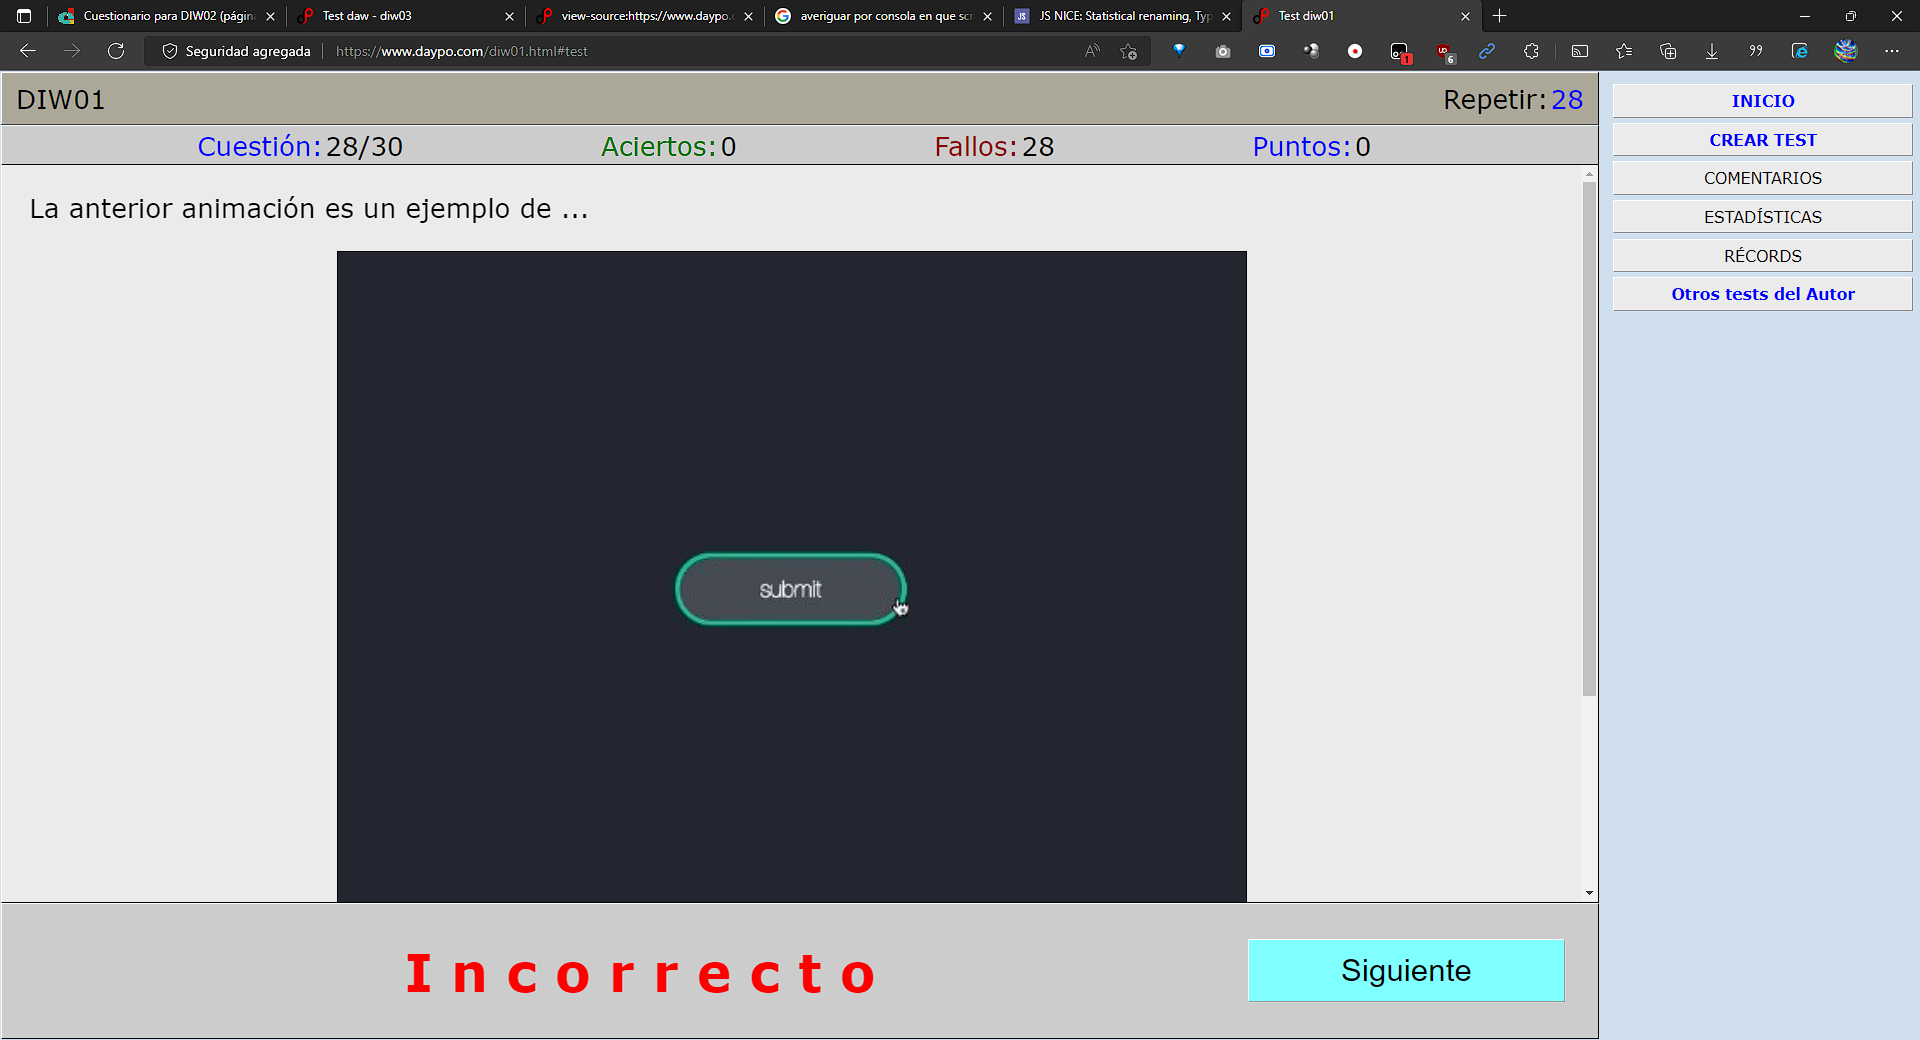 Cuestionario para DIW02 (página
Test daw - diw03
view-source:https://www.daypo.c
averiguar por consola en que scr
JS NICE: Statistical renaming, Typ
Test diw01
Seguridad agregada
https://www.daypo.com/diw01.html#test
1
6
DIW01
Repetir:28
Cuestión:28/30
Aciertos:0
Fallos:28
Puntos:0
La anterior animación es un ejemplo de ...
submit
Incorrecto
Siguiente
INICIO
CREAR TEST
COMENTARIOS
ESTADÍSTICAS
RÉCORDS
Otros tests del Autor